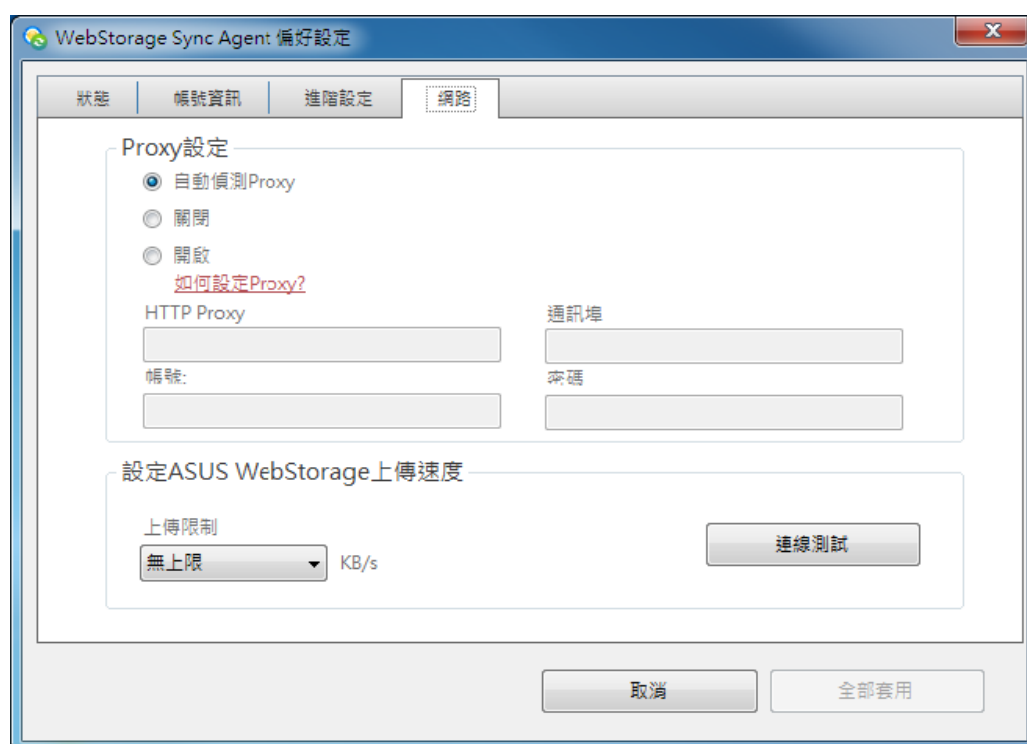 WebStorage Sync Agent 偏好設定
狀態 帳號資訊 進階設定 網路
Proxy設定
自動偵測Proxy
關閉
開啟
如何設定Proxy?
HTTP Proxy 通訊埠
帳號: 密碼
設定ASUS WebStorage上傳速度
上傳限制
無上限 KB/s 連線測試
取消 全部套用